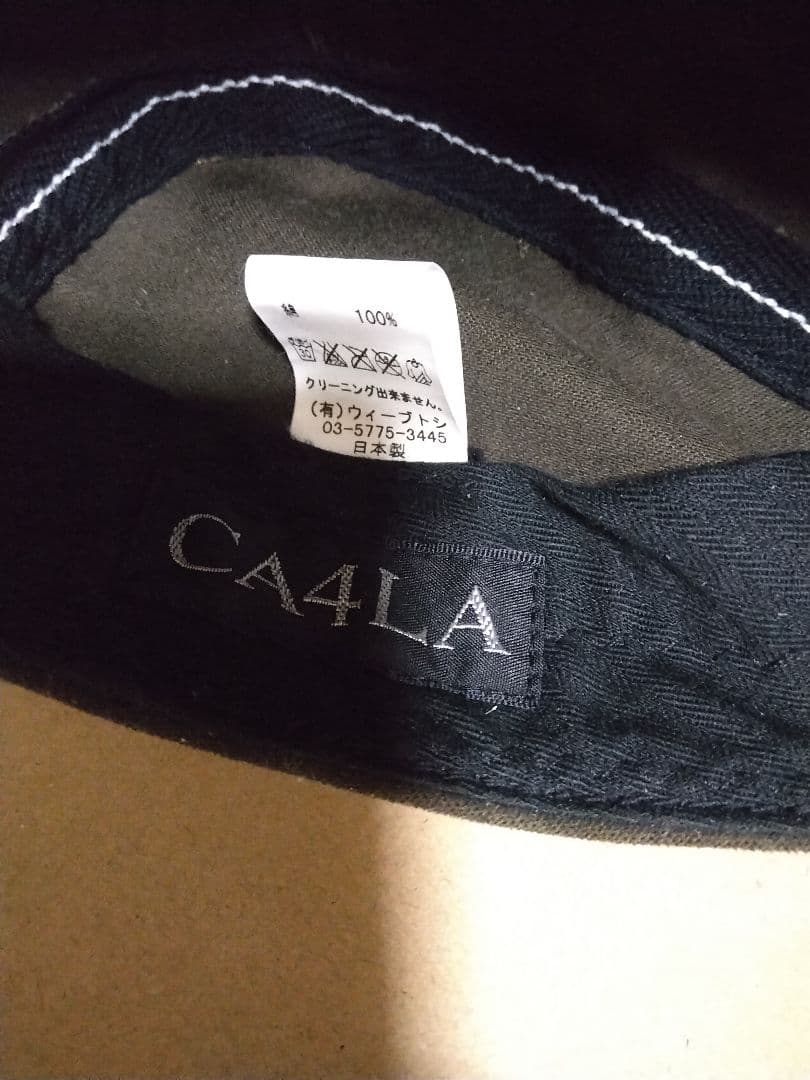 綿 100%
クリーニング出来ません。
(有)ウィーブトシ
03-5775-3445
日本製
CA4LA